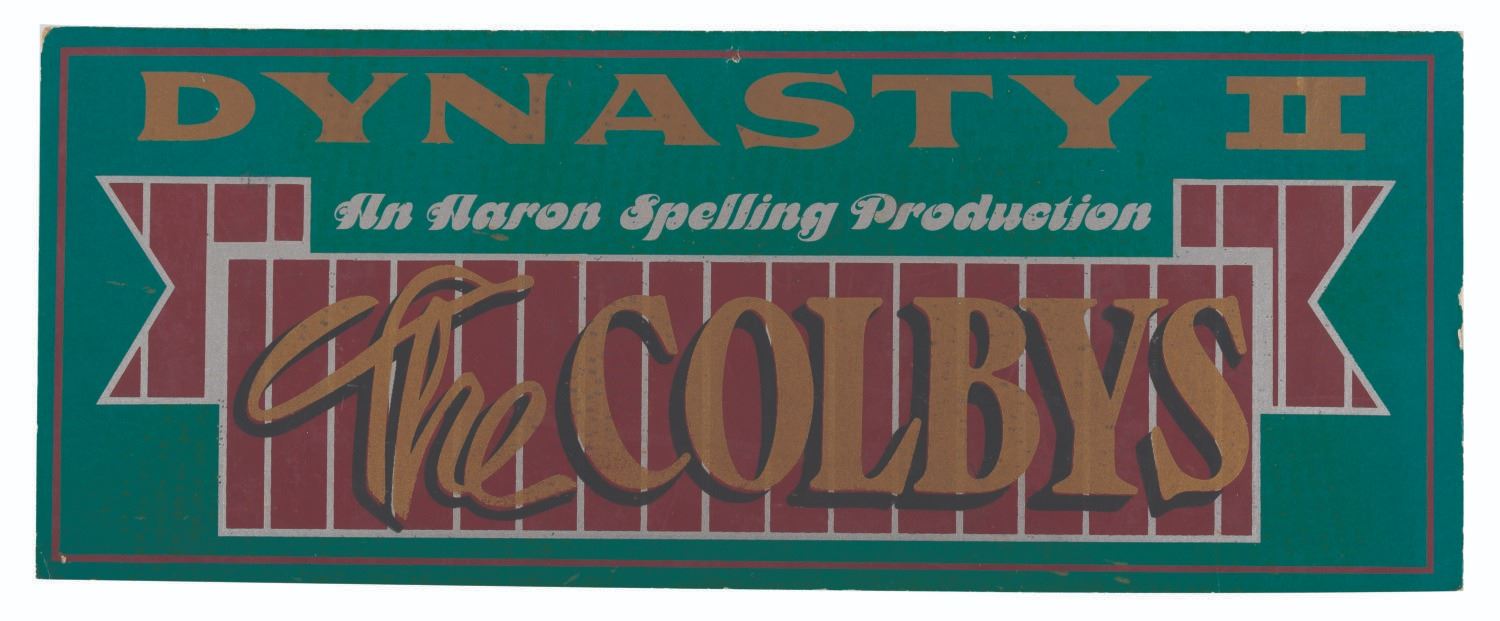 DYNASTY II
An Aaron Spelling Production
The COLBYS